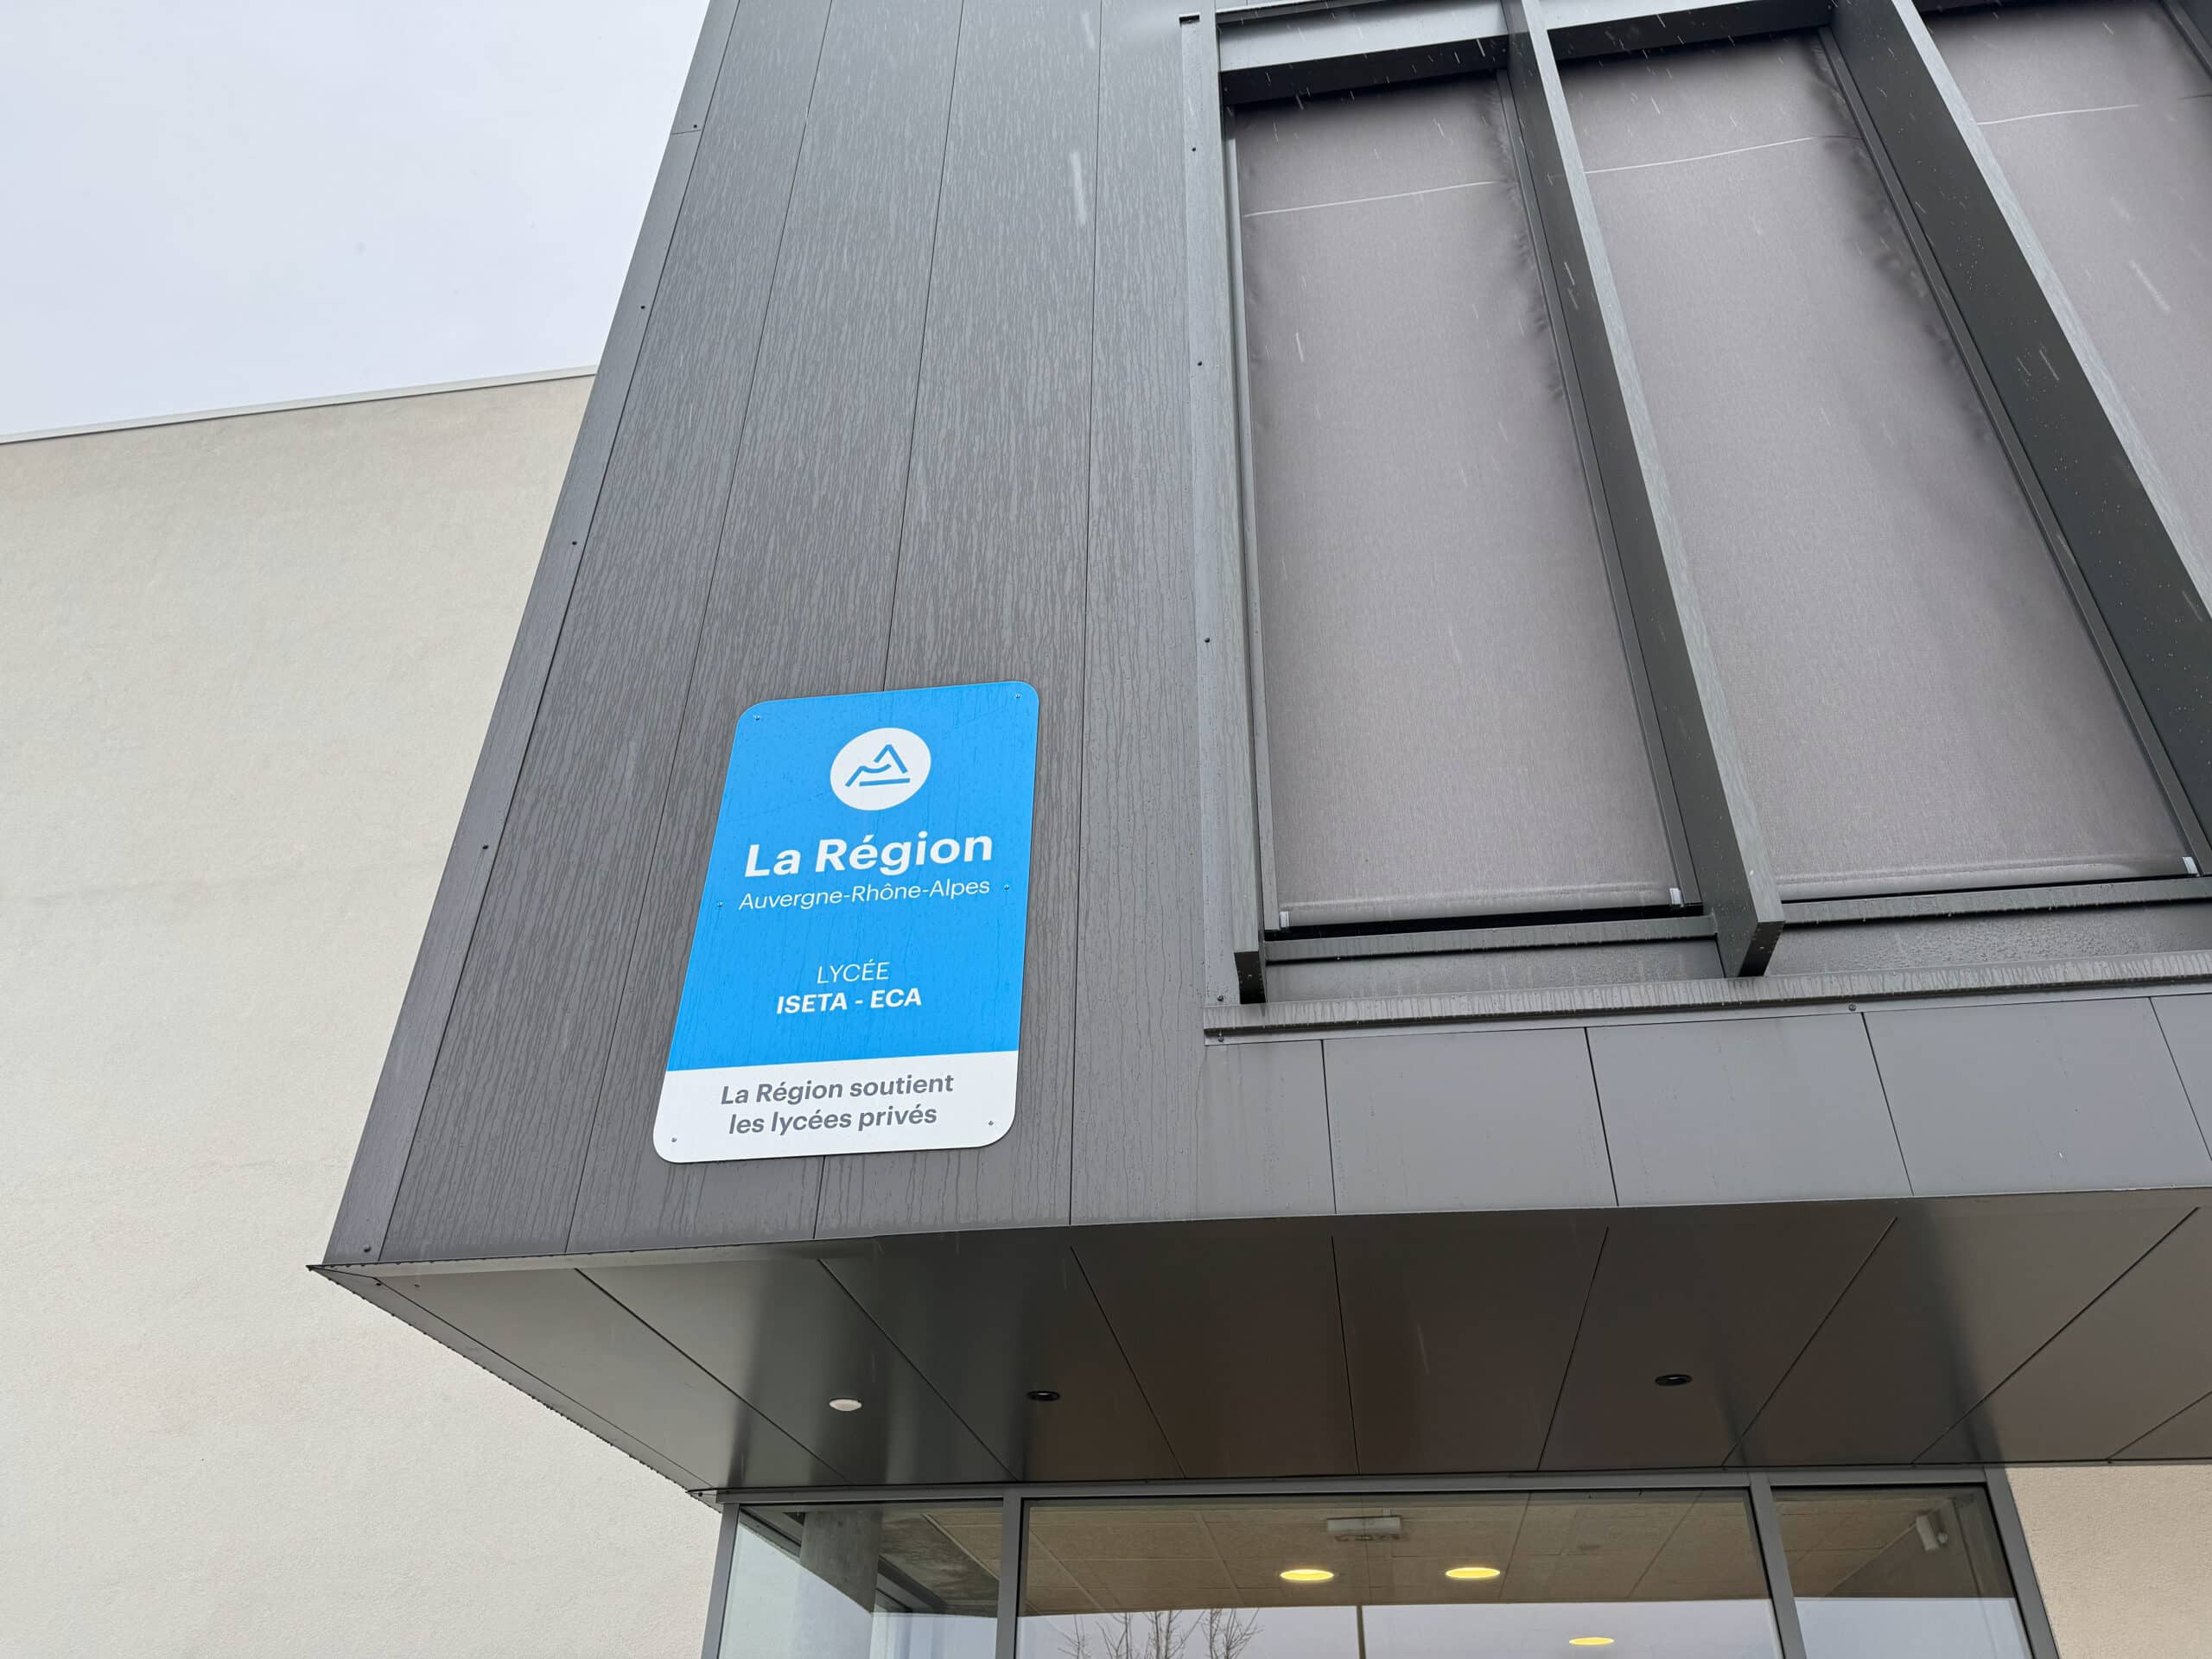 La Région
Auvergne-Rhône-Alpes
LYCÉE
ISETA - ECA
La Région soutient
les lycées privés